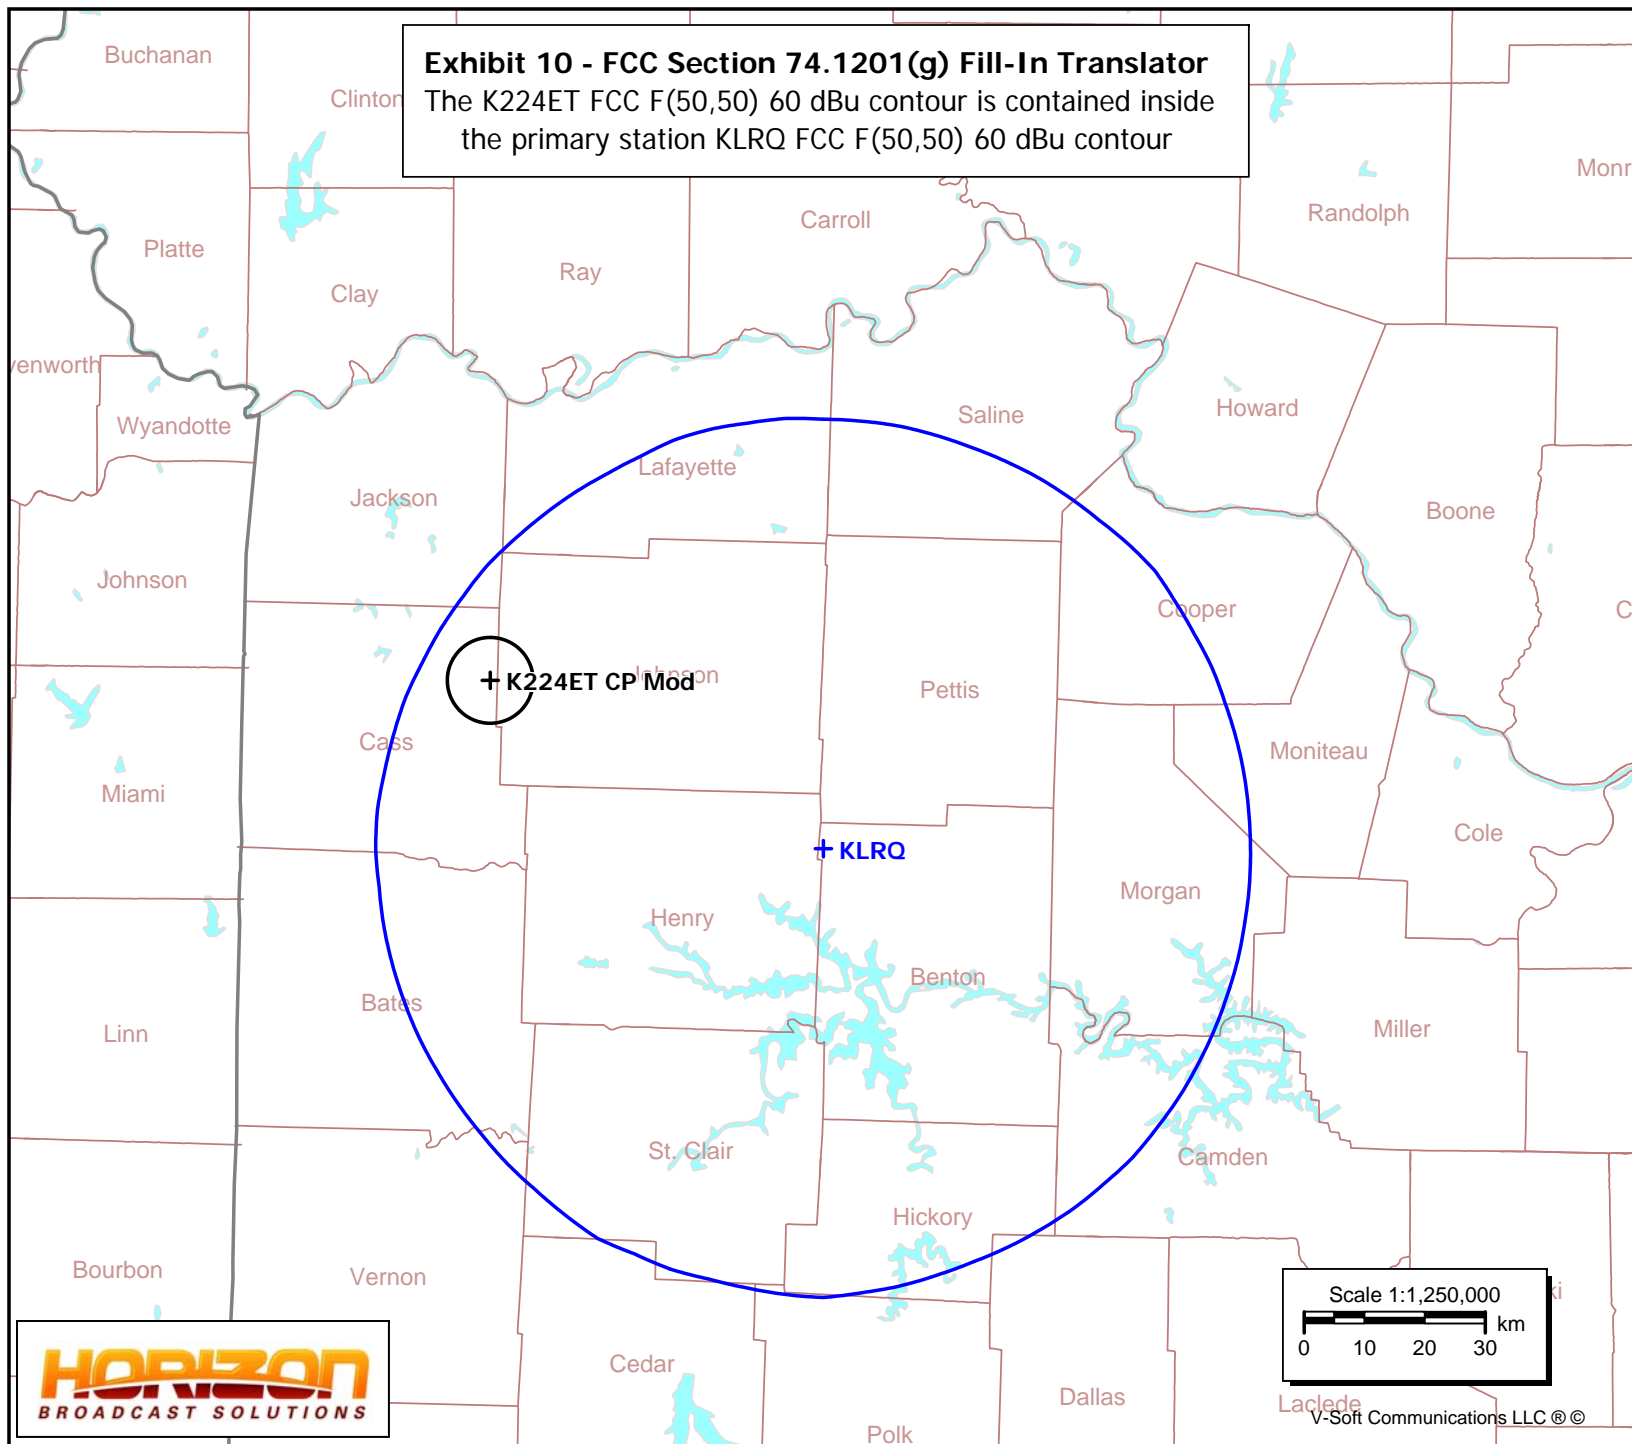 Exhibit 10 - FCC Section 74.1201(g) Fill-In Translator
The K224ET FCC F(50,50) 60 dBu contour is contained inside
the primary station KLRQ FCC F(50,50) 60 dBu contour
Buchanan
Clinton
Monr
Randolph
Carroll
Platte
Ray
Clay
venworth
Howard
Saline
Wyandotte
Lafayette
Jackson
Boone
Johnson
Cooper
C
Johnson
K224ET CP Mod
Pettis
Cass
Moniteau
Miami
Cole
KLRQ
Morgan
Henry
Benton
Bates
Miller
Linn
St. Clair
Camden
Hickory
Bourbon
Vernon
ki
Scale 1:1,250,000
km
0 10 20 30
Cedar
Dallas
Laclede
V-Soft Communications LLC ® ©
Polk
HORIZON
BROADCAST SOLUTIONS